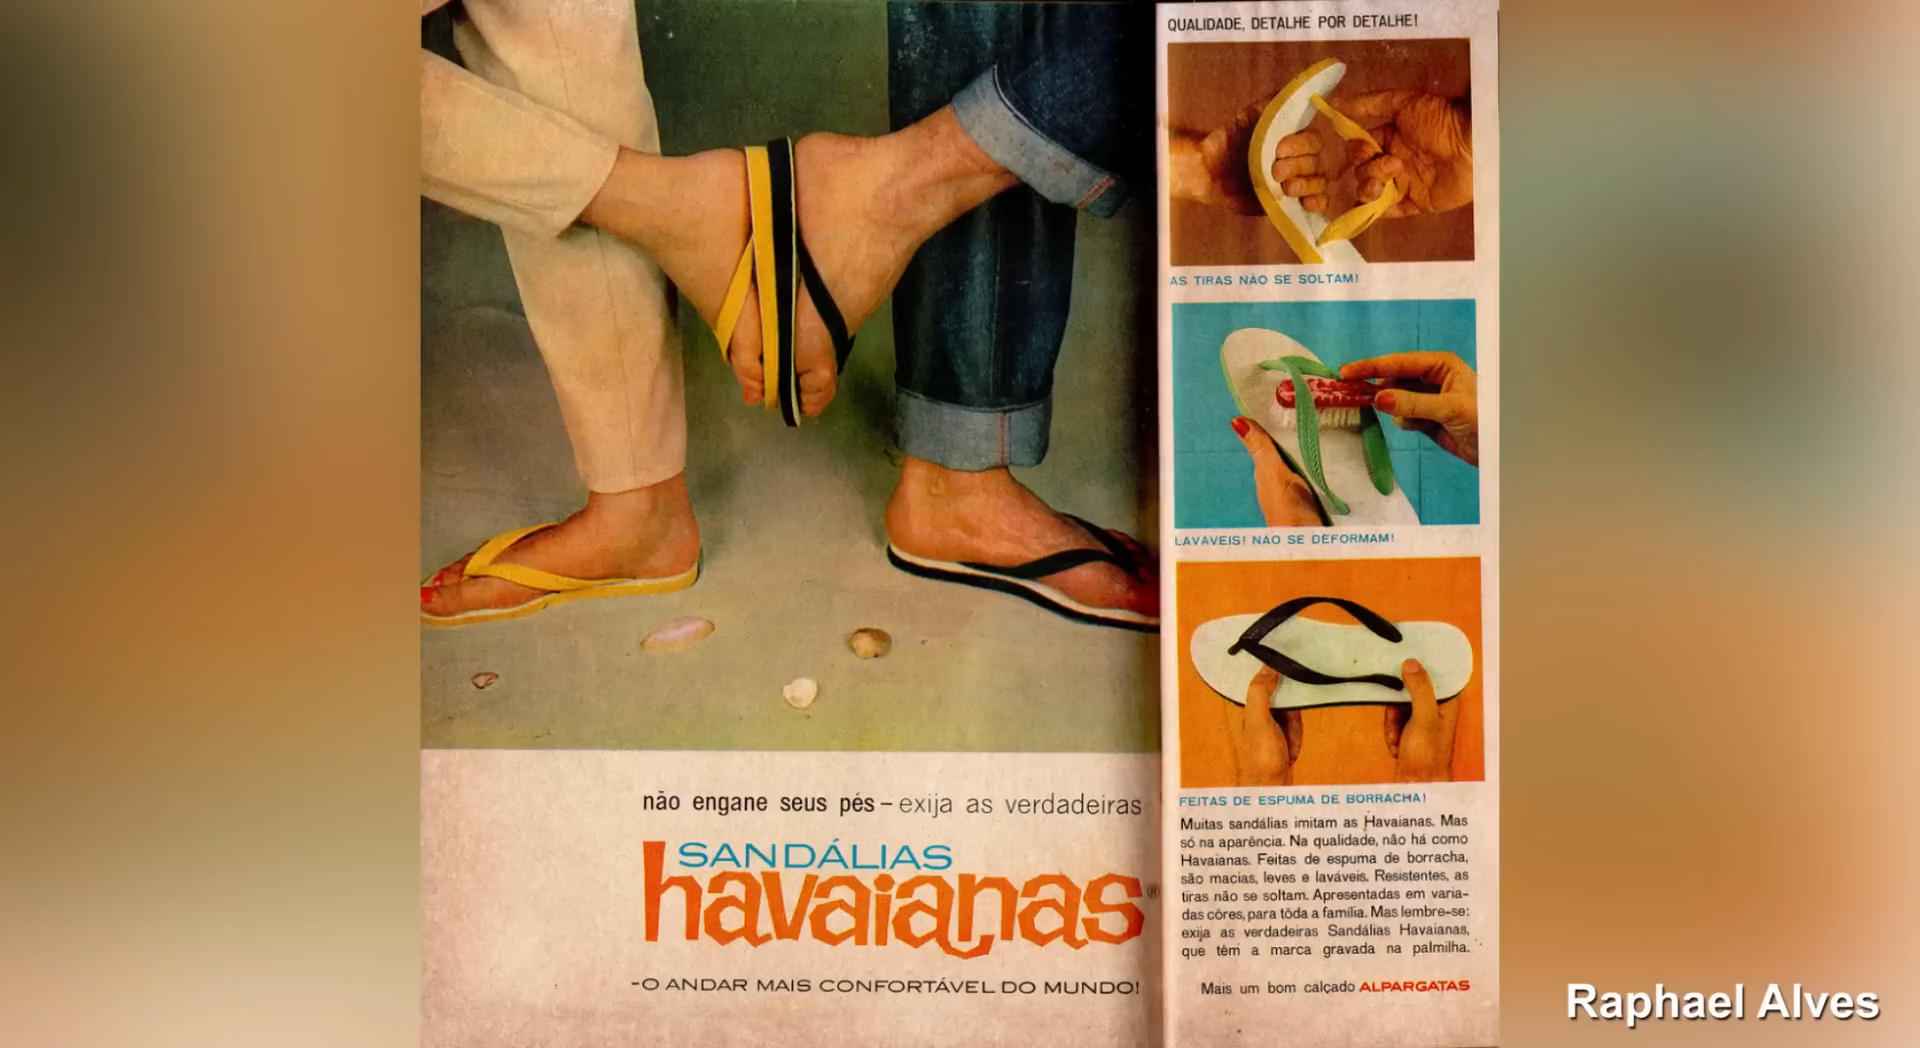 não engane seus pés – exija as verdadeiras
SANDÁLIAS
havaianas®
-O ANDAR MAIS CONFORTÁVEL DO MUNDO!
QUALIDADE, DETALHE POR DETALHE!
AS TIRAS NÃO SE SOLTAM!
LAVÁVEIS! NÃO SE DEFORMAM!
FEITAS DE ESPUMA DE BORRACHA!
Muitas sandálias imitam as Havaianas. Mas
só na aparência. Na qualidade, não há como
Havaianas. Feitas de espuma de borracha,
são macias, leves e laváveis. Resistentes, as
tiras não se soltam. Apresentadas em varia-
das côres, para tôda a família. Mas lembre-se:
exija as verdadeiras Sandálias Havaianas,
que têm a marca gravada na palmilha.
Mais um bom calçado ALPARGATAS
Raphael Alves